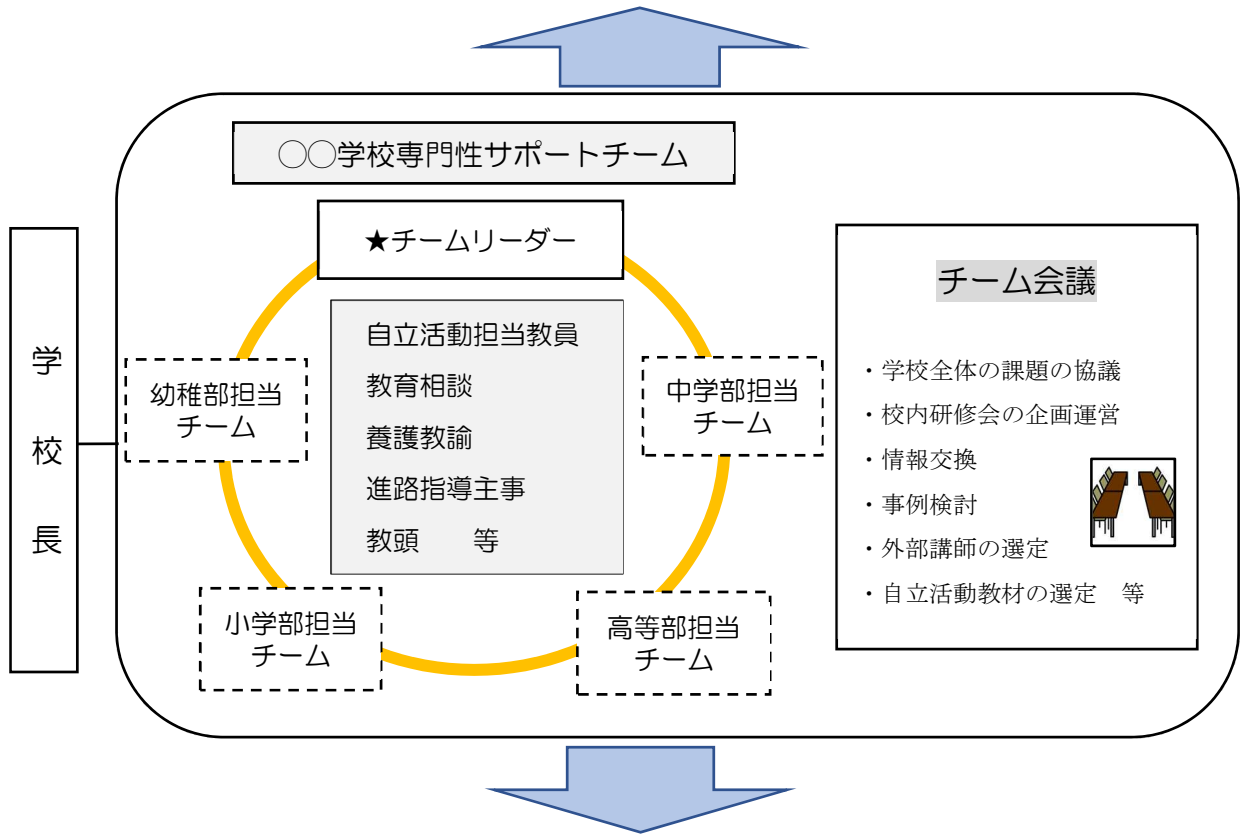 ○○学校専門性サポートチーム
★チームリーダー
学校長
幼稚部担当
チーム
自立活動担当教員
教育相談
養護教諭
進路指導主事
教頭　　等
中学部担当
チーム
小学部担当
チーム
高等部担当
チーム
チーム会議
・学校全体の課題の協議
・校内研修会の企画運営
・情報交換
・事例検討
・外部講師の選定
・自立活動教材の選定　等